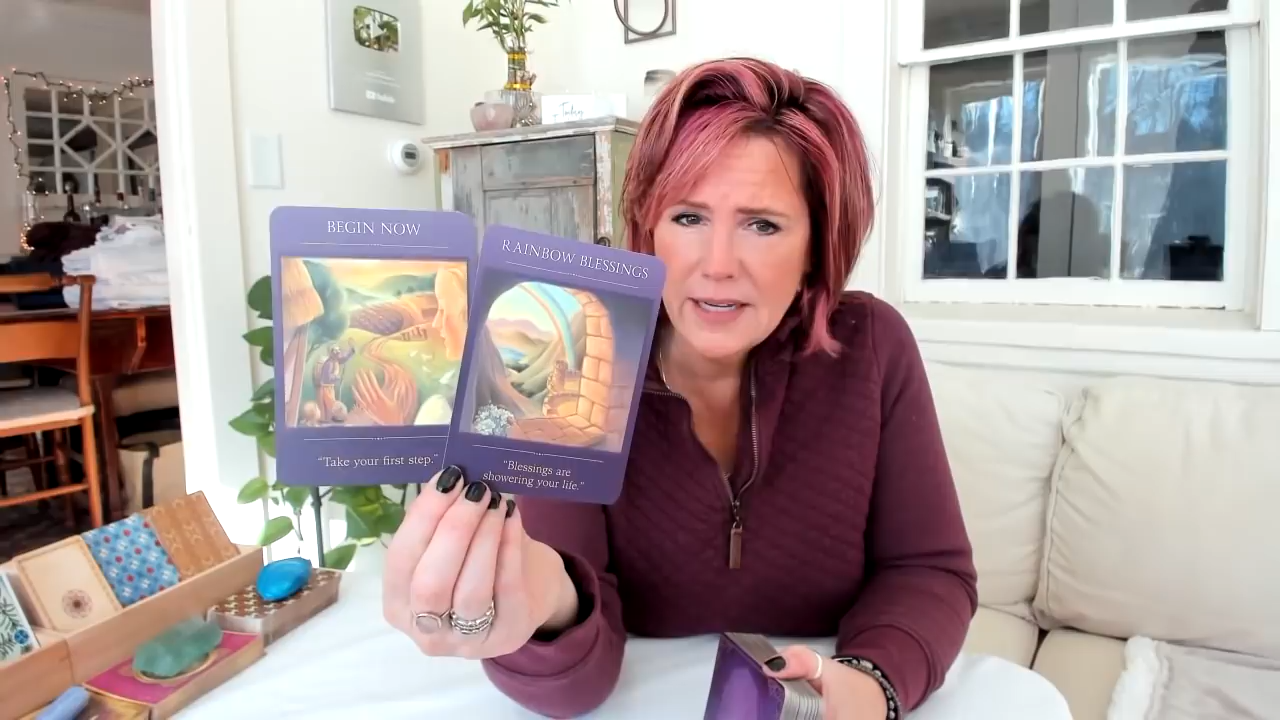 BEGIN NOW
"Take your first step."
RAINBOW BLESSINGS
"Blessings are
showering your life."